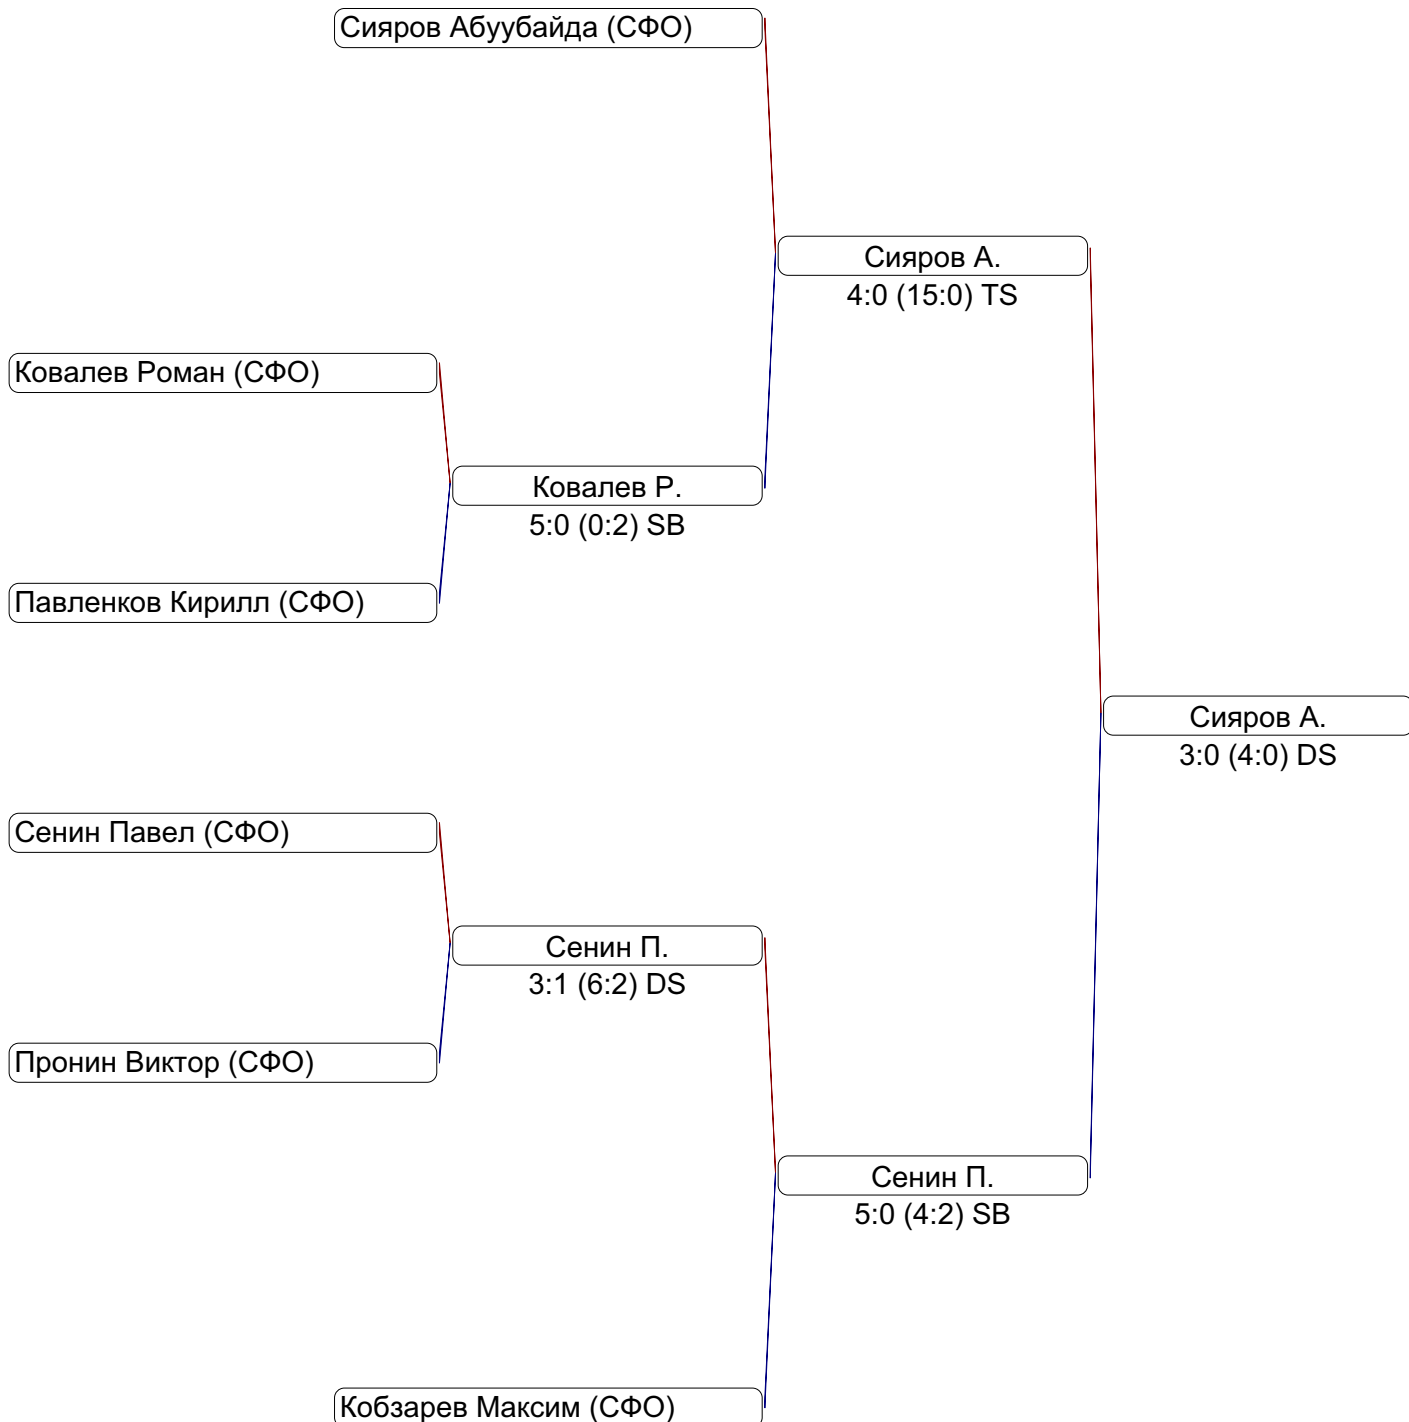 Сияров Абуубайда (СФО)
Сияров А.
4:0 (15:0) TS
Ковалев Роман (СФО)
Ковалев Р.
5:0 (0:2) SB
Павленков Кирилл (СФО)
Сияров А.
3:0 (4:0) DS
Сенин Павел (СФО)
Сенин П.
3:1 (6:2) DS
Пронин Виктор (СФО)
Сенин П.
5:0 (4:2) SB
Кобзарев Максим (СФО)